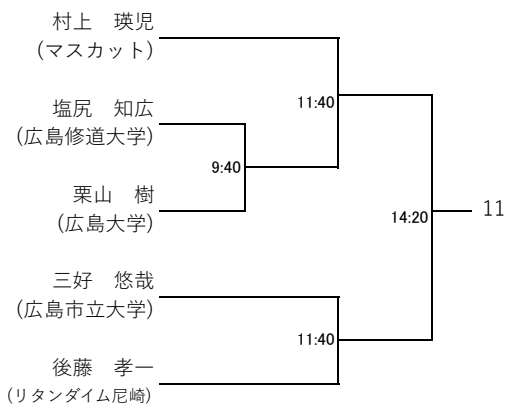 村上　瑛児
(マスカット)
11:40
塩尻　知広
(広島修道大学)
9:40
栗山　樹
(広島大学)
14:20
11
三好　悠哉
(広島市立大学)
11:40
後藤　孝一
(リタンダイム尼崎)